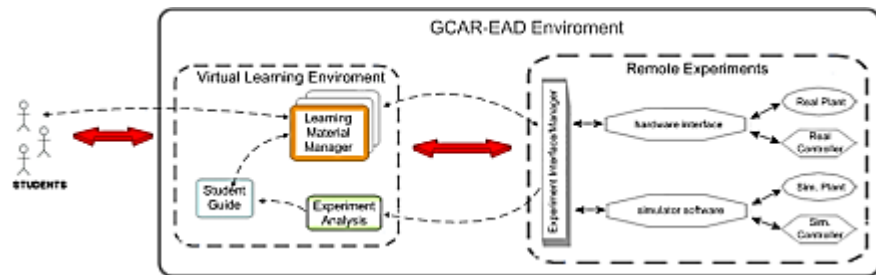 GCAR-EAD Enviroment
Virtual Learning Enviroment
Remote Experiments
STUDENTS
Learning
Material
Manager
Student
Guide
Experiment
Analysis
Experiment Interface/Manager
hardware interface
Real Plant
Real
Controller
simulator software
Sim. Plant
Sim.
Controller